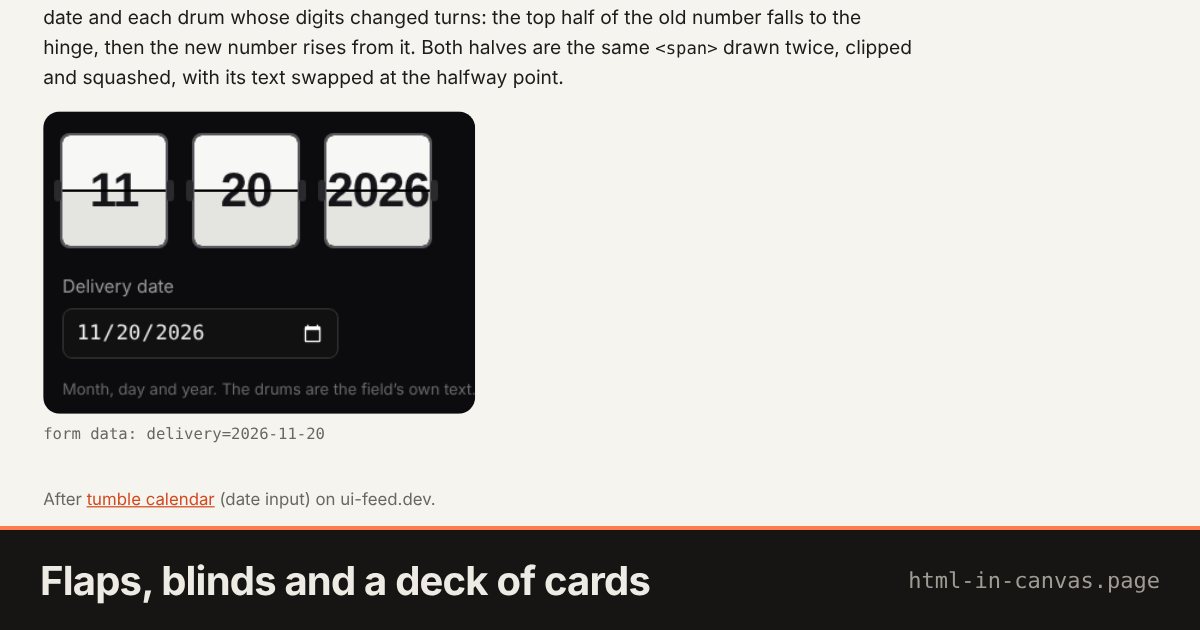 date and each drum whose digits changed turns: the top half of the old number falls to the
hinge, then the new number rises from it. Both halves are the same <span> drawn twice, clipped
and squashed, with its text swapped at the halfway point.
11 20 2026
Delivery date
11/20/2026
Month, day and year. The drums are the field's own text.
form data: delivery=2026-11-20
After tumble calendar (date input) on ui-feed.dev.
Flaps, blinds and a deck of cards
html-in-canvas.page